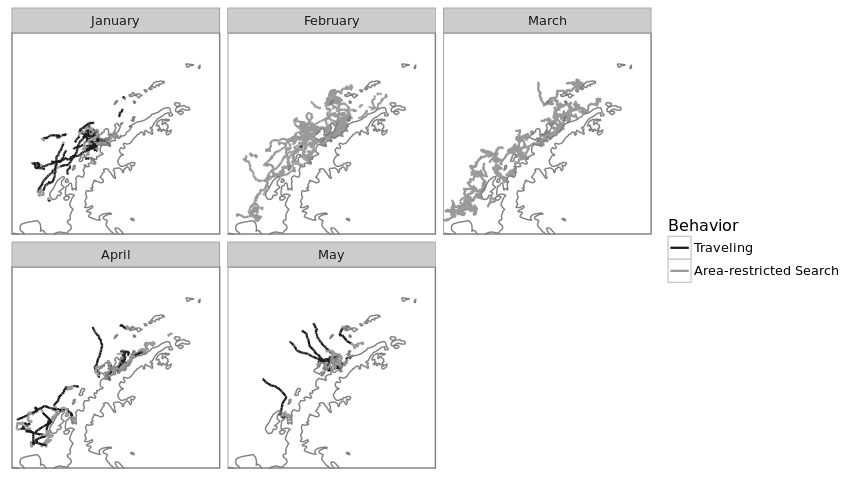 January
February
March
April
May
Behavior
Traveling
Area-restricted Search